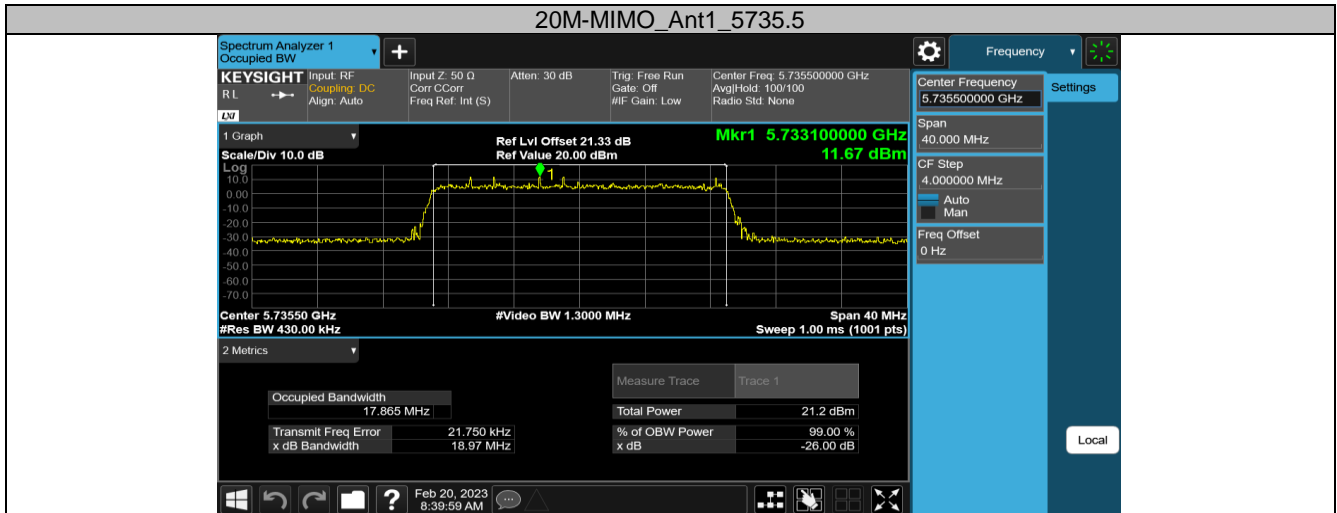 20M-MIMO_Ant1_5735.5
Spectrum Analyzer 1
Occupied BW
Frequency
KEYSIGHT
R L
LXI
Input: RF
Coupling: DC
Align: Auto
Input Z: 50 Ω
Corr CCorr
Freq Ref: Int (S)
Atten: 30 dB
Trig: Free Run
Gate: Off
#IF Gain: Low
Center Freq: 5.735500000 GHz
Avg|Hold: 100/100
Radio Std: None
Center Frequency
5.735500000 GHz
Settings
Span
40.000 MHz
CF Step
4.000000 MHz
Auto
Man
Freq Offset
0 Hz
Local
1 Graph
Scale/Div 10.0 dB
Ref Lvl Offset 21.33 dB
Ref Value 20.00 dBm
Mkr1 5.733100000 GHz
11.67 dBm
Log
10.0
0.00
-10.0
-20.0
-30.0
-40.0
-50.0
-60.0
-70.0
1
Center 5.73550 GHz
#Res BW 430.00 kHz
#Video BW 1.3000 MHz
Span 40 MHz
Sweep 1.00 ms (1001 pts)
2 Metrics
Measure Trace Trace 1
Occupied Bandwidth
17.865 MHz
Total Power 21.2 dBm
Transmit Freq Error 21.750 kHz
% of OBW Power 99.00 %
x dB Bandwidth 18.97 MHz
x dB -26.00 dB
?
Feb 20, 2023
8:39:59 AM